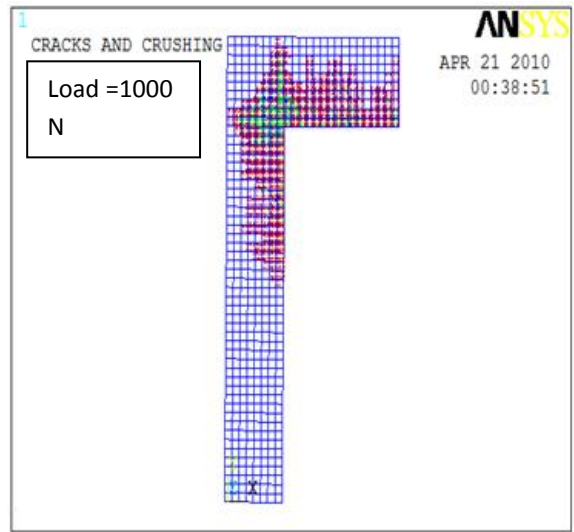 1
CRACKS AND CRUSHING
ANSYS
APR 21 2010
00:38:51
Load =1000
N
X